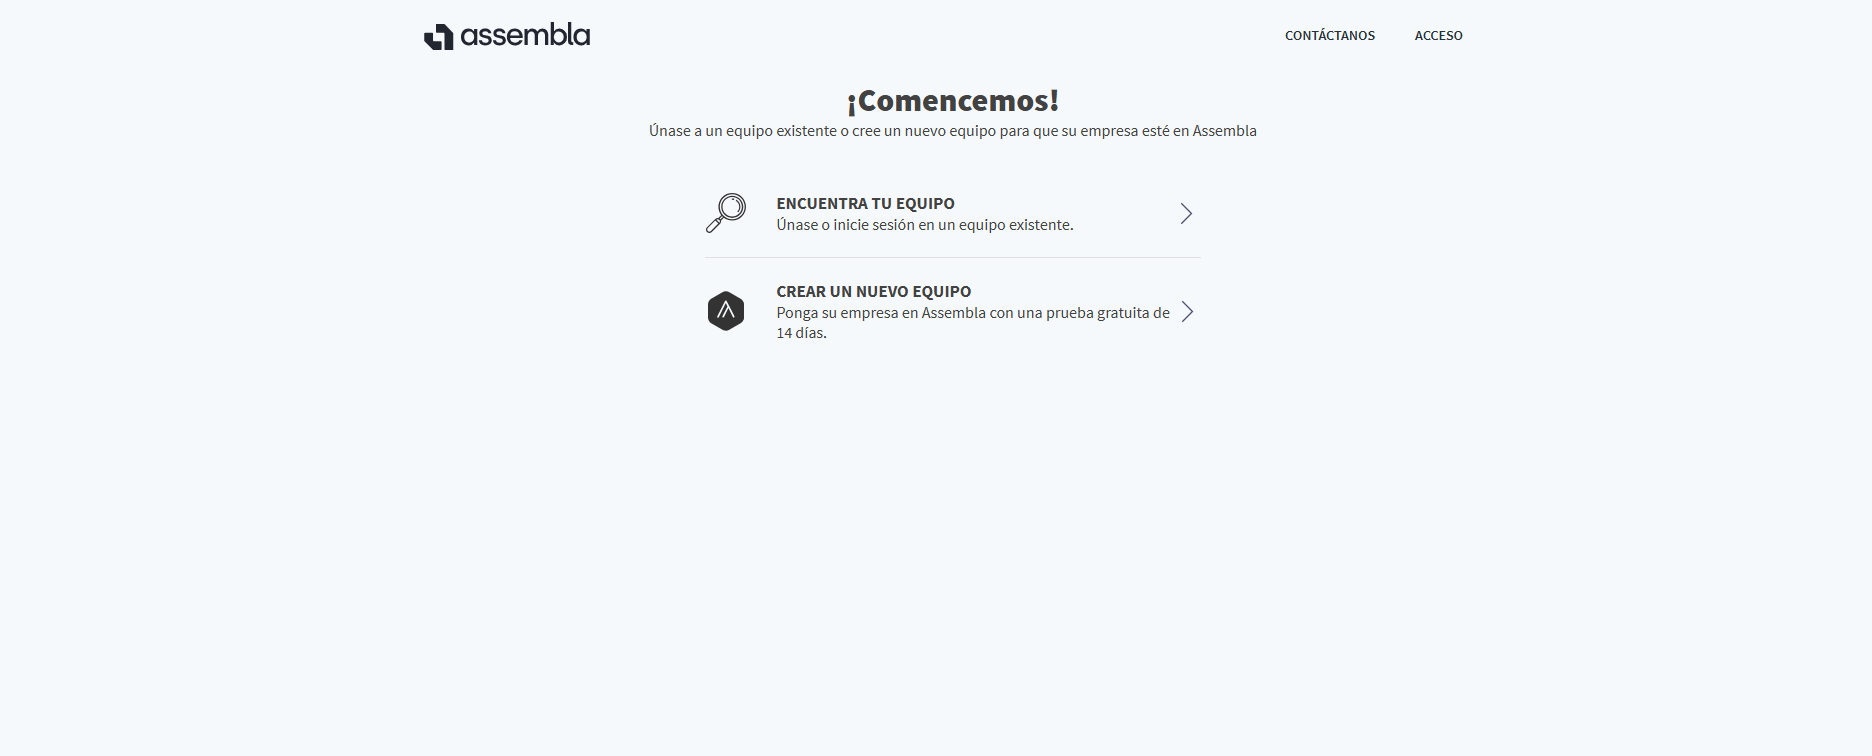 assembla
CONTÁCTANOS
ACCESO
¡Comencemos!
Únase a un equipo existente o cree un nuevo equipo para que su empresa esté en Assembla
ENCUENTRA TU EQUIPO
Únase o inicie sesión en un equipo existente.
CREAR UN NUEVO EQUIPO
Ponga su empresa en Assembla con una prueba gratuita de
14 días.